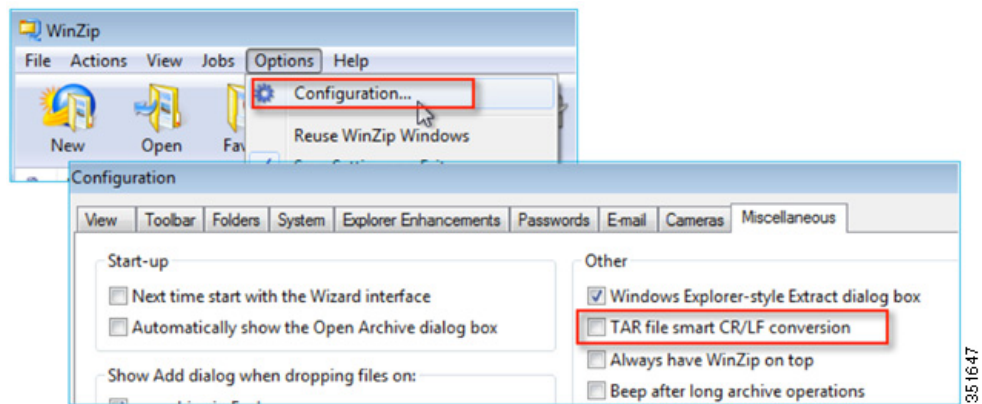 WinZip
File Actions View Jobs Options Help
Configuration...
New Open Fav
Reuse WinZip Windows
Configuration
View Toolbar Folders System Explorer Enhancements Passwords E-mail Cameras Miscellaneous
Start-up
Next time start with the Wizard interface
Automatically show the Open Archive dialog box
Show Add dialog when dropping files on:
Other
Windows Explorer-style Extract dialog box
TAR file smart CR/LF conversion
Always have WinZip on top
Beep after long archive operations
351647